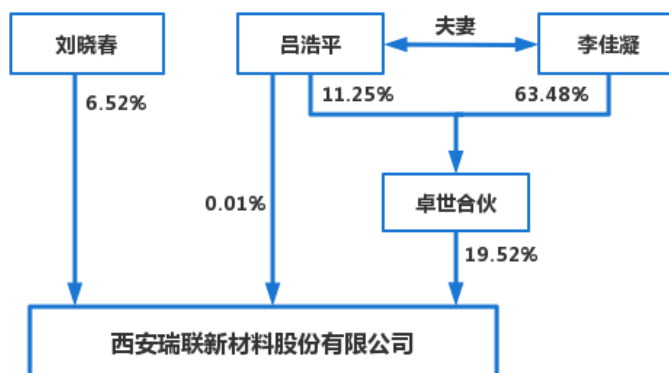 夫妻
刘晓春
吕浩平
李佳凝
6.52%
11.25%
63.48%
0.01%
卓世合伙
19.52%
西安瑞联新材料股份有限公司